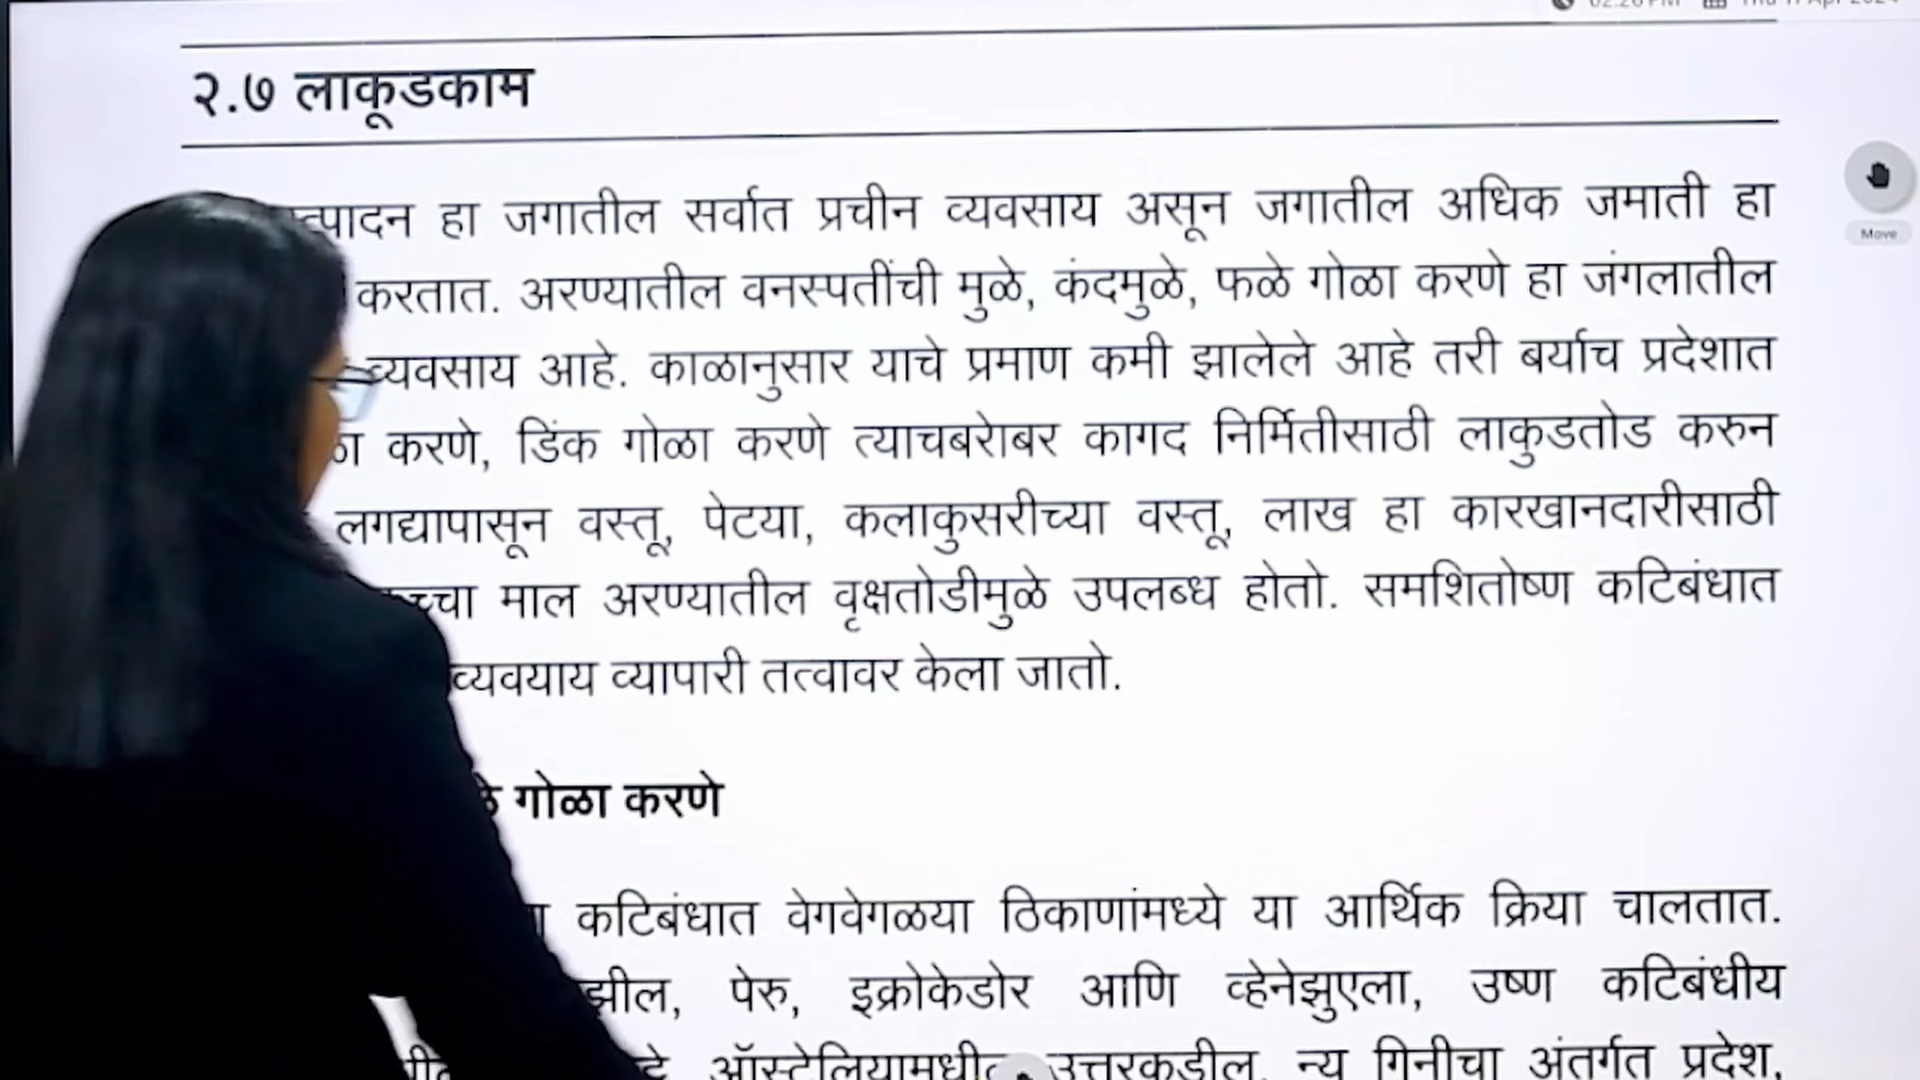 २.७ लाकूडकाम
हा जगातील सर्वात प्रचीन व्यवसाय असून जगातील अधिक जमाती हा
Move
करतात. अरण्यातील वनस्पतींची मुळे, कंदमुळे, फळे गोळा करणे हा जंगलातील
व्यवसाय आहे. काळानुसार याचे प्रमाण कमी झालेले आहे तरी बर्याच प्रदेशात
करणे, डिंक गोळा करणे त्याचबरोबर कागद निर्मितीसाठी लाकुडतोड करुन
लगद्यापासून वस्तू, पेटया, कलाकुसरीच्या वस्तू, लाख हा कारखानदारीसाठी
माल अरण्यातील वृक्षतोडीमुळे उपलब्ध होतो. समशितोष्ण कटिबंधात
व्यवयाय व्यापारी तत्वावर केला जातो.
गोळा करणे
कटिबंधात वेगवेगळया ठिकाणांमध्ये या आर्थिक क्रिया चालतात.
पेरु, इक्रोकेडोर आणि व्हेनेझुएला, उष्ण कटिबंधीय
उत्तरकडील, न्यू गिनीचा अंतर्गत प्रदेश,